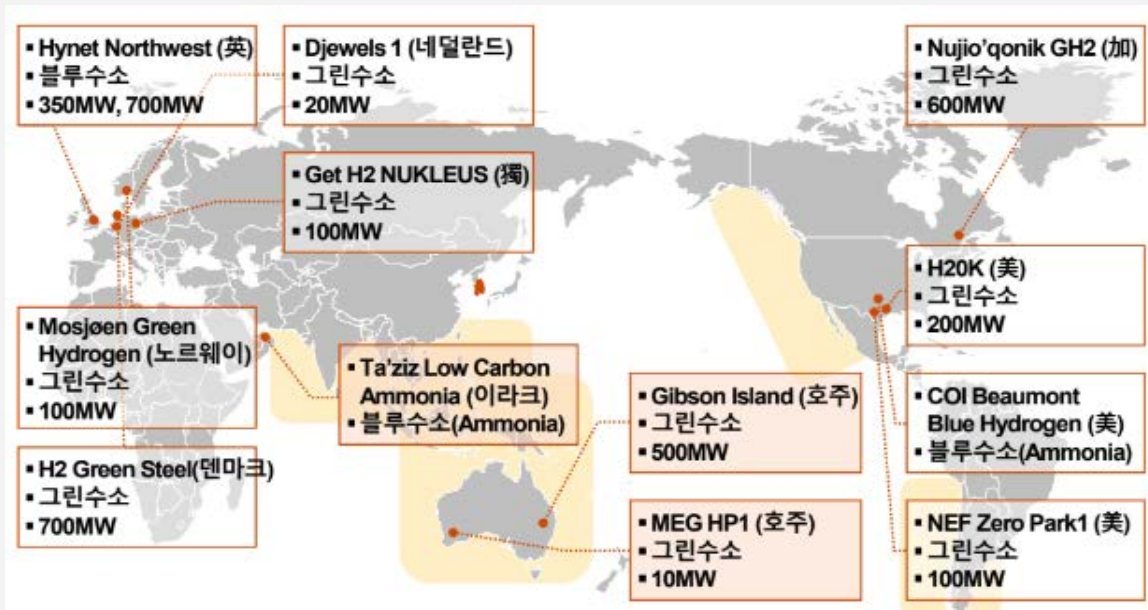 ▪ Hynet Northwest (英)
▪ 블루수소
▪ 350MW, 700MW
▪ Djewels 1 (네덜란드)
▪ 그린수소
▪ 20MW
▪ Nujio'qonik GH2 (加)
▪ 그린수소
▪ 600MW
▪ Get H2 NUKLEUS (獨)
▪ 그린수소
▪ 100MW
▪ H20K (美)
▪ 그린수소
▪ 200MW
▪ Mosjøen Green
Hydrogen (노르웨이)
▪ 그린수소
▪ 100MW
▪ Ta'ziz Low Carbon
Ammonia (이라크)
▪ 블루수소(Ammonia)
▪ Gibson Island (호주)
▪ 그린수소
▪ 500MW
▪ COI Beaumont
Blue Hydrogen (美)
▪ 블루수소(Ammonia)
▪ H2 Green Steel(덴마크)
▪ 그린수소
▪ 700MW
▪ MEG HP1 (호주)
▪ 그린수소
▪ 10MW
▪ NEF Zero Park1 (美)
▪ 그린수소
▪ 100MW